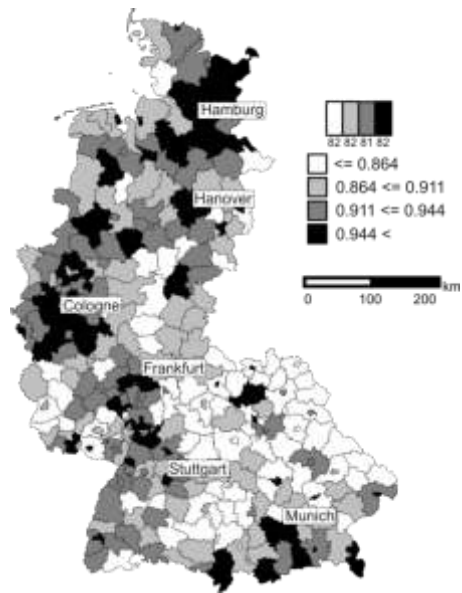 Hamburg
82 82 81 82
<= 0.864
Hanover
0.864 <= 0.911
0.911 <= 0.944
0.944 <
km
0 100 200
Cologne
Frankfurt
Stuttgart
Munich